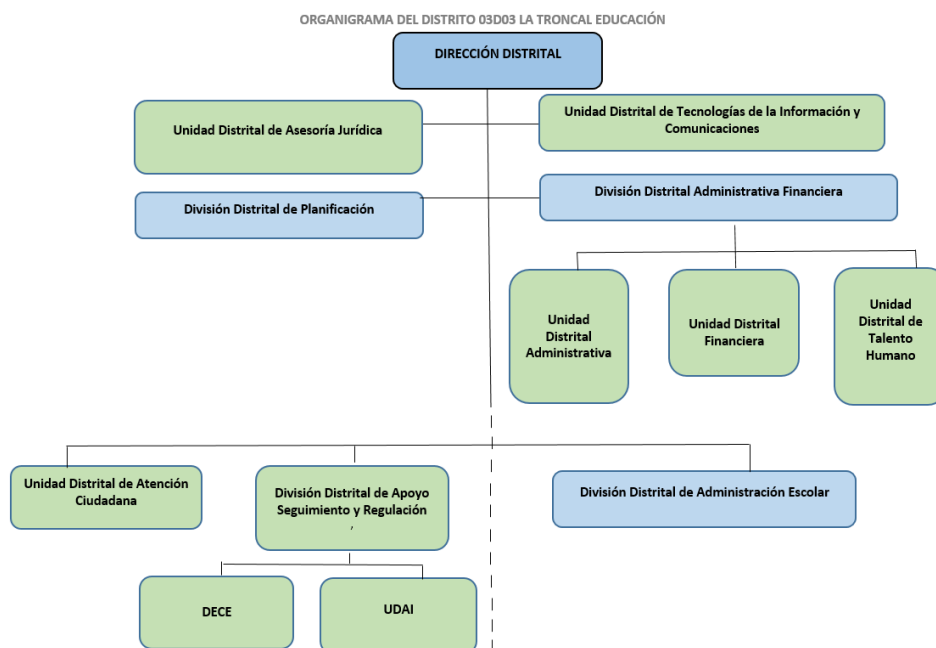 ORGANIGRAMA DEL DISTRITO 03D03 LA TRONCAL EDUCACIÓN
DIRECCIÓN DISTRITAL
Unidad Distrital de Asesoría Jurídica
Unidad Distrital de Tecnologías de la Información y
Comunicaciones
División Distrital de Planificación
División Distrital Administrativa Financiera
Unidad
Distrital
Administrativa
Unidad Distrital
Financiera
Unidad
Distrital de
Talento
Humano
Unidad Distrital de Atención
Ciudadana
División Distrital de Apoyo
Seguimiento y Regulación
,
División Distrital de Administración Escolar
DECE
UDAI